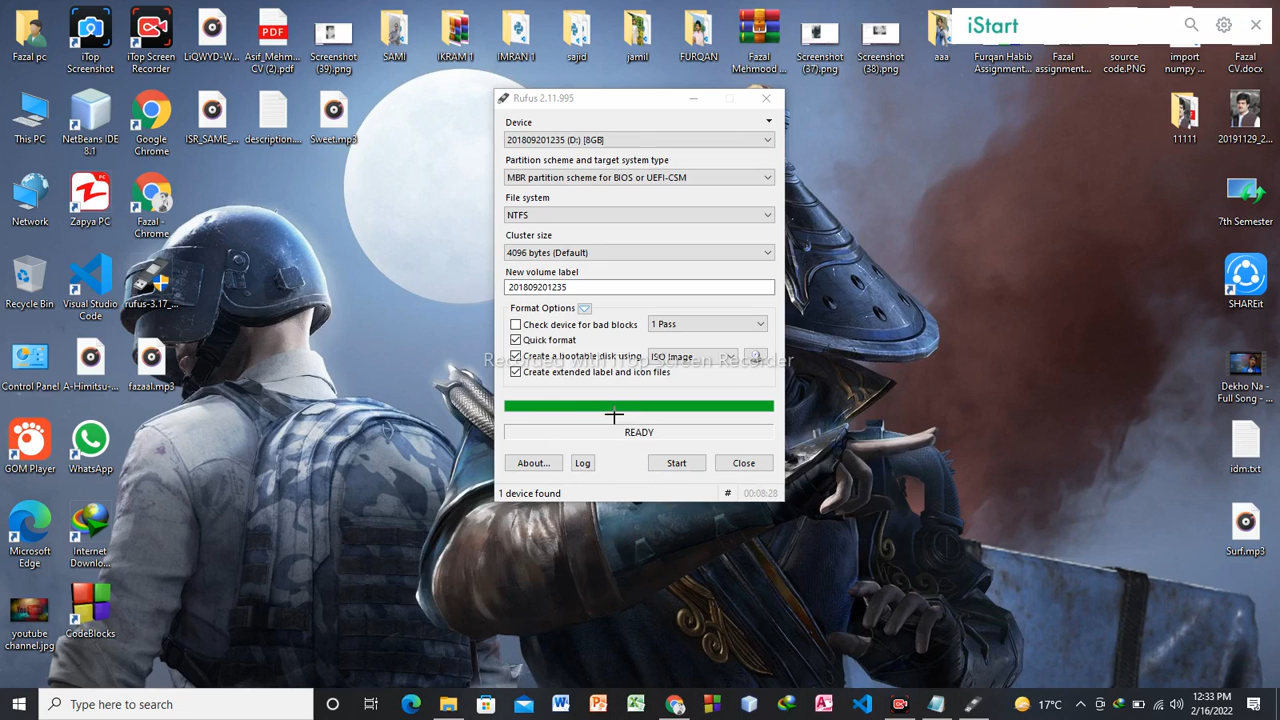 Fazal pc
iTop Screenshot
iTop Screen Recorder
LiQWYD-W...
Asif_Mehm... CV (2).pdf
Screenshot (39).png
SAMI
IKRAM 1
IMRAN 1
sajid
jamil
FURQAN
Fazal Mehmood ...
Screenshot (37).png
Screenshot (38).png
aaa
Furqan Habib Assignment...
Fazal assignment...
source code.PNG
import numpy ...
Fazal CV.docx
iStart
This PC
NetBeans IDE 8.1
Google Chrome
ISR_SAME_...
description....
Sweet.mp3
11111
20191129_2...
Network
Zapya PC
Fazal - Chrome
7th Semester
Recycle Bin
Visual Studio Code
rufus-3.17_...
SHAREit
Control Panel
A-Himitsu-...
fazaal.mp3
Dekho Na - Full Song - ...
GOM Player
WhatsApp
idm.txt
Microsoft Edge
Internet Downlo...
Surf.mp3
youtube channel.jpg
CodeBlocks
Rufus 2.11.995
Device
201809201235 (D:) [8GB]
Partition scheme and target system type
MBR partition scheme for BIOS or UEFI-CSM
File system
NTFS
Cluster size
4096 bytes (Default)
New volume label
201809201235
Format Options
Check device for bad blocks
1 Pass
Quick format
Create a bootable disk using
ISO Image
Recorded with iTop Screen Recorder
Create extended label and icon files
READY
About...
Log
Start
Close
1 device found
#
00:08:28
Type here to search
17°C
12:33 PM
2/16/2022